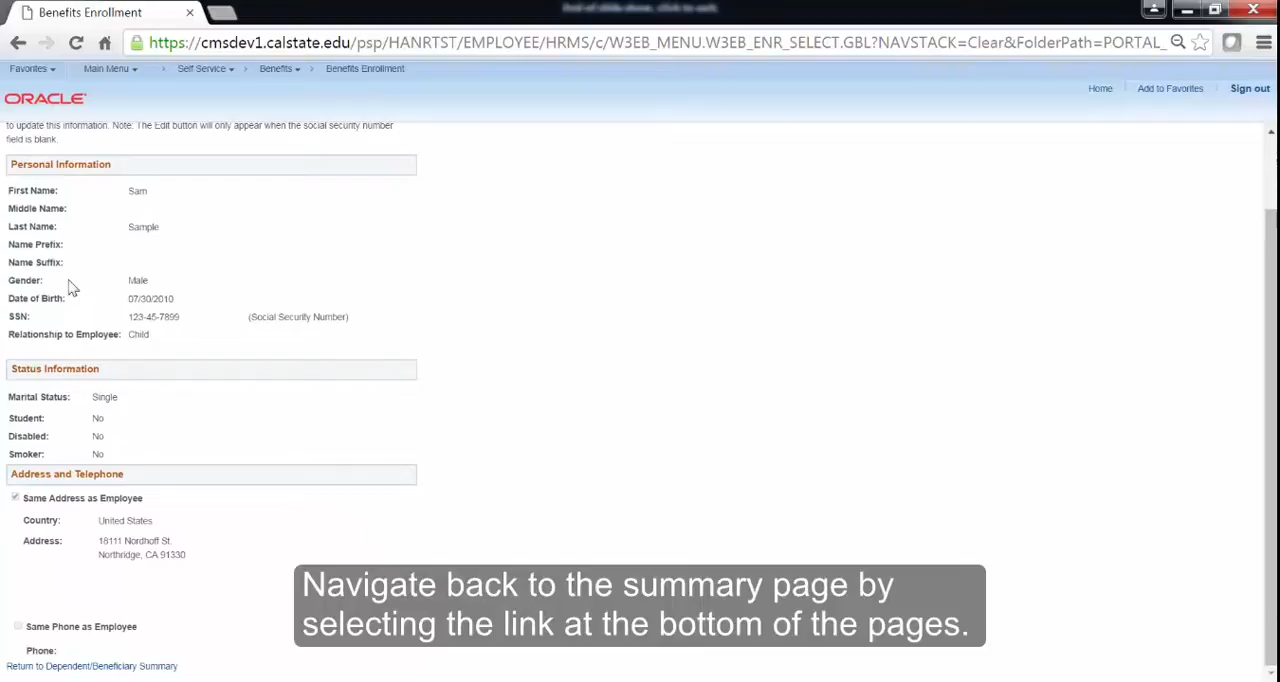 End of slide show, click to exit.
Benefits Enrollment
https://cmsdev1.calstate.edu/psp/HANRTST/EMPLOYEE/HRMS/c/W3EB_MENU.W3EB_ENR_SELECT.GBL?NAVSTACK=Clear&FolderPath=PORTAL_
Favorites Main Menu > Self Service > Benefits > Benefits Enrollment
ORACLE
Home Add to Favorites Sign out
to update this information. Note: The Edit button will only appear when the social security number
field is blank.
Personal Information
First Name: Sam
Middle Name:
Last Name: Sample
Name Prefix:
Name Suffix:
Gender: Male
Date of Birth: 07/30/2010
SSN: 123-45-7899 (Social Security Number)
Relationship to Employee: Child
Status Information
Marital Status: Single
Student: No
Disabled: No
Smoker: No
Address and Telephone
Same Address as Employee
Country: United States
Address: 18111 Nordhoff St.
Northridge, CA 91330
Navigate back to the summary page by
selecting the link at the bottom of the pages.
Same Phone as Employee
Phone:
Return to Dependent/Beneficiary Summary